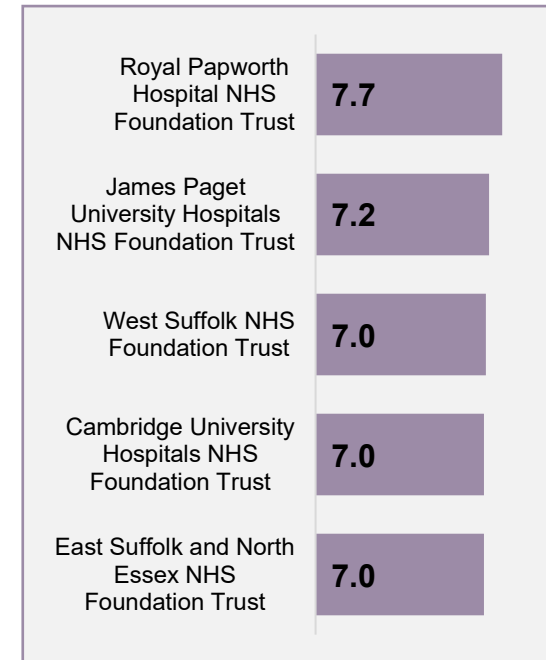 Royal Papworth
Hospital NHS
Foundation Trust
7.7
James Paget
University Hospitals
NHS Foundation Trust
7.2
West Suffolk NHS
Foundation Trust
7.0
Cambridge University
Hospitals NHS
Foundation Trust
7.0
East Suffolk and North
Essex NHS
Foundation Trust
7.0